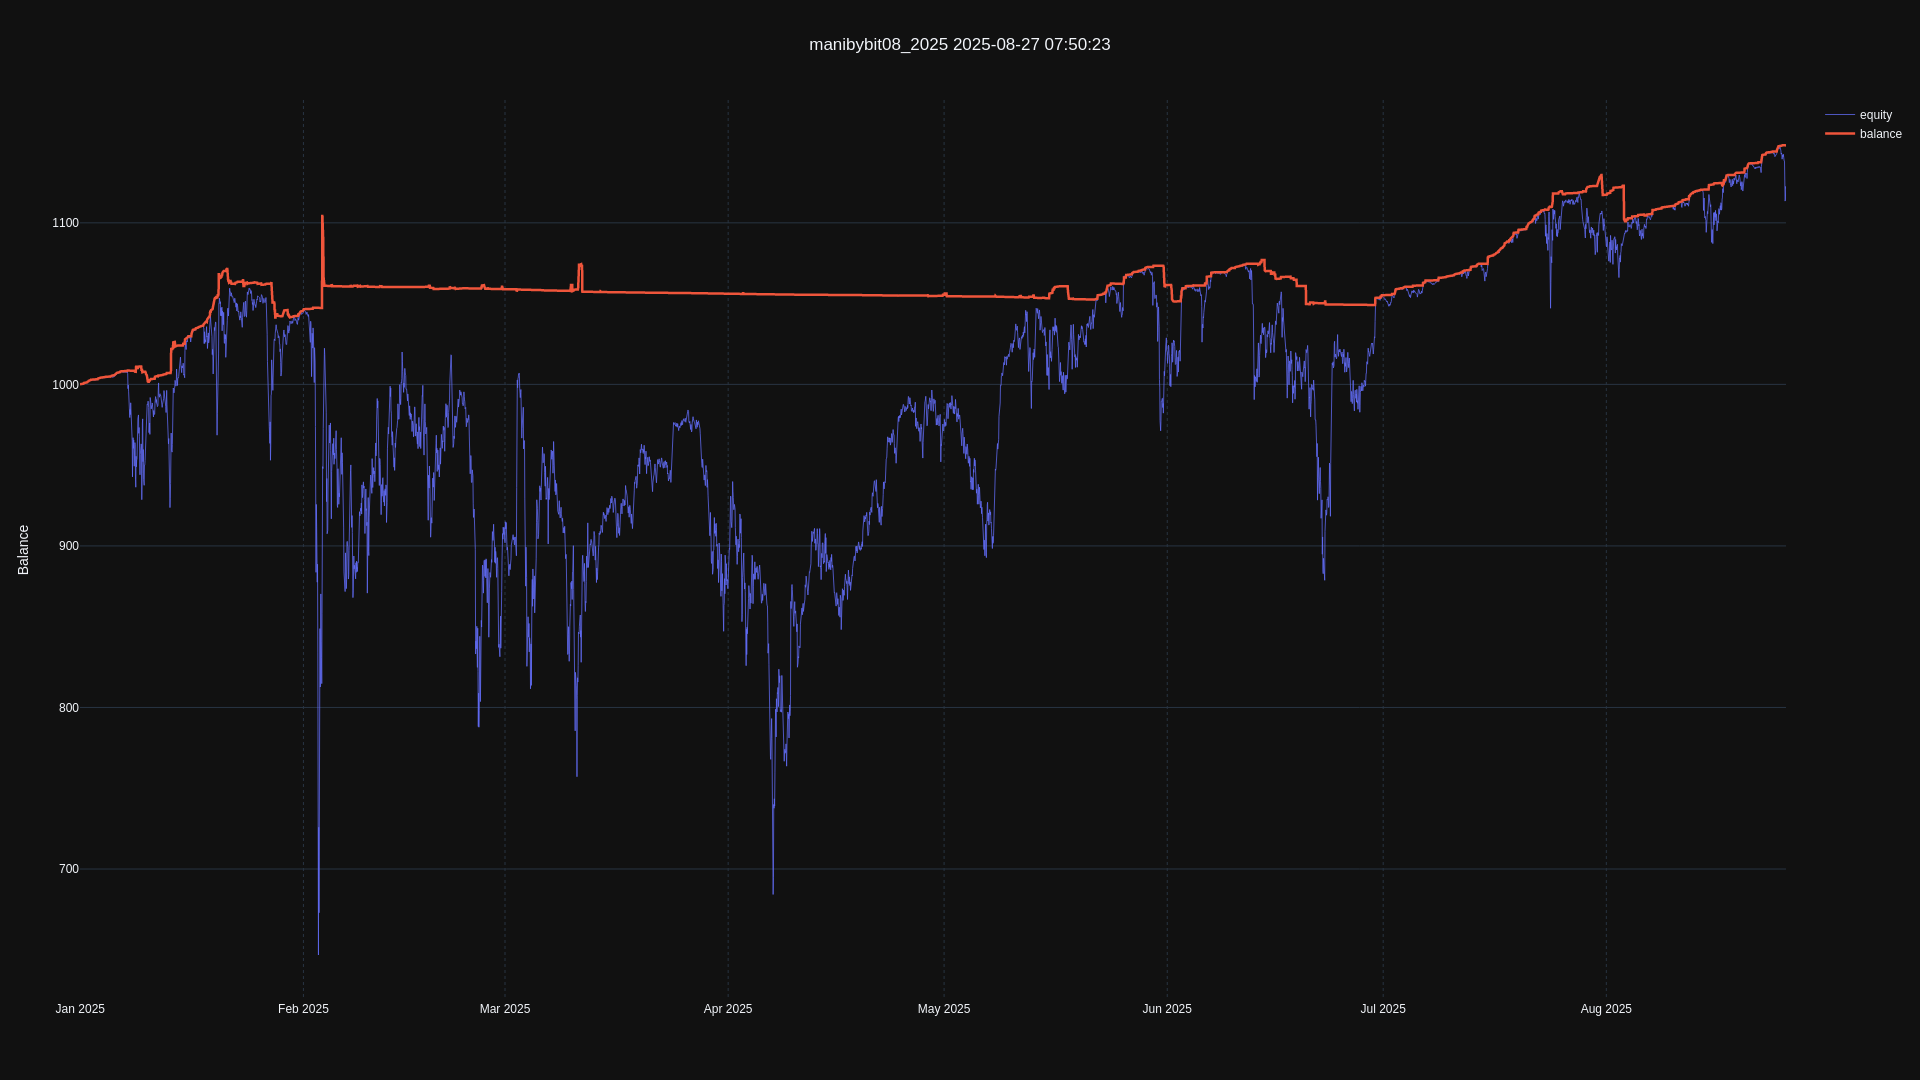 manibybit08_2025 2025-08-27 07:50:23
equity
balance
1100
1000
900
800
700
Balance
Jan 2025
Feb 2025
Mar 2025
Apr 2025
May 2025
Jun 2025
Jul 2025
Aug 2025